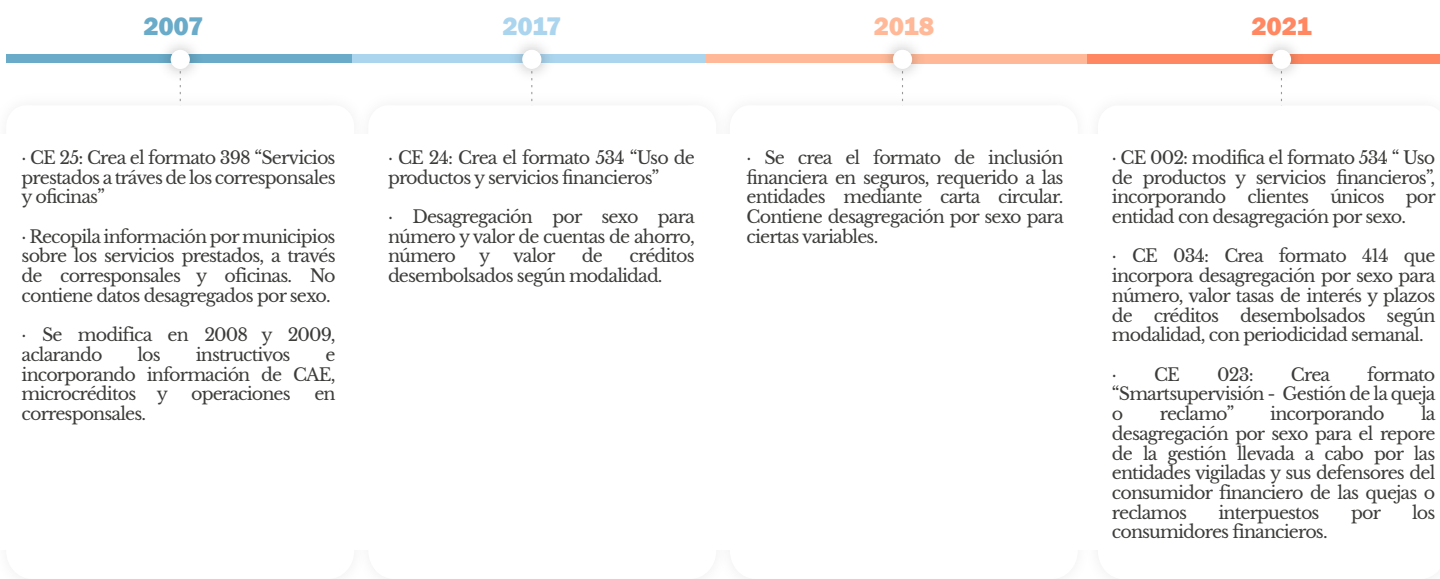 2007
· CE 25: Crea el formato 398 “Servicios
prestados a tráves de los corresponsales
y oficinas”
· Recopila información por municipios
sobre los servicios prestados, a través
de corresponsales y oficinas. No
contiene datos desagregados por sexo.
· Se modifica en 2008 y 2009,
aclarando los instructivos e
incorporando información de CAE,
microcréditos y operaciones en
corresponsales.
2017
· CE 24: Crea el formato 534 “Uso de
productos y servicios financieros”
· Desagregación por sexo para
número y valor de cuentas de ahorro,
número y valor de créditos
desembolsados según modalidad.
2018
· Se crea el formato de inclusión
financiera en seguros, requerido a las
entidades mediante carta circular.
Contiene desagregación por sexo para
ciertas variables.
2021
· CE 002: modifica el formato 534 “ Uso
de productos y servicios financieros”,
incorporando clientes únicos por
entidad con desagregación por sexo.
· CE 034: Crea formato 414 que
incorpora desagregación por sexo para
número, valor tasas de interés y plazos
de créditos desembolsados según
modalidad, con periodicidad semanal.
· CE 023: Crea formato
“Smartsupervisión - Gestión de la queja
o reclamo” incorporando la
desagregación por sexo para el repore
de la gestión llevada a cabo por las
entidades vigiladas y sus defensores del
consumidor financiero de las quejas o
reclamos interpuestos por los
consumidores financieros.